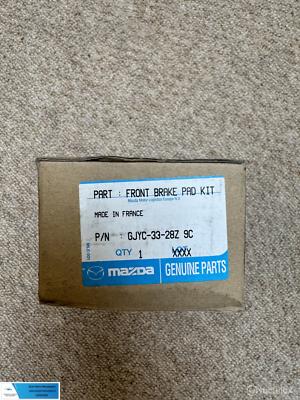 PART : FRONT BRAKE PAD KIT
Mazda Motor Logistics Europe N.V.
MADE IN FRANCE
P/N : GJYC-33-28Z 9C
QTY 1 LOT XXXX
mazda GENUINE PARTS